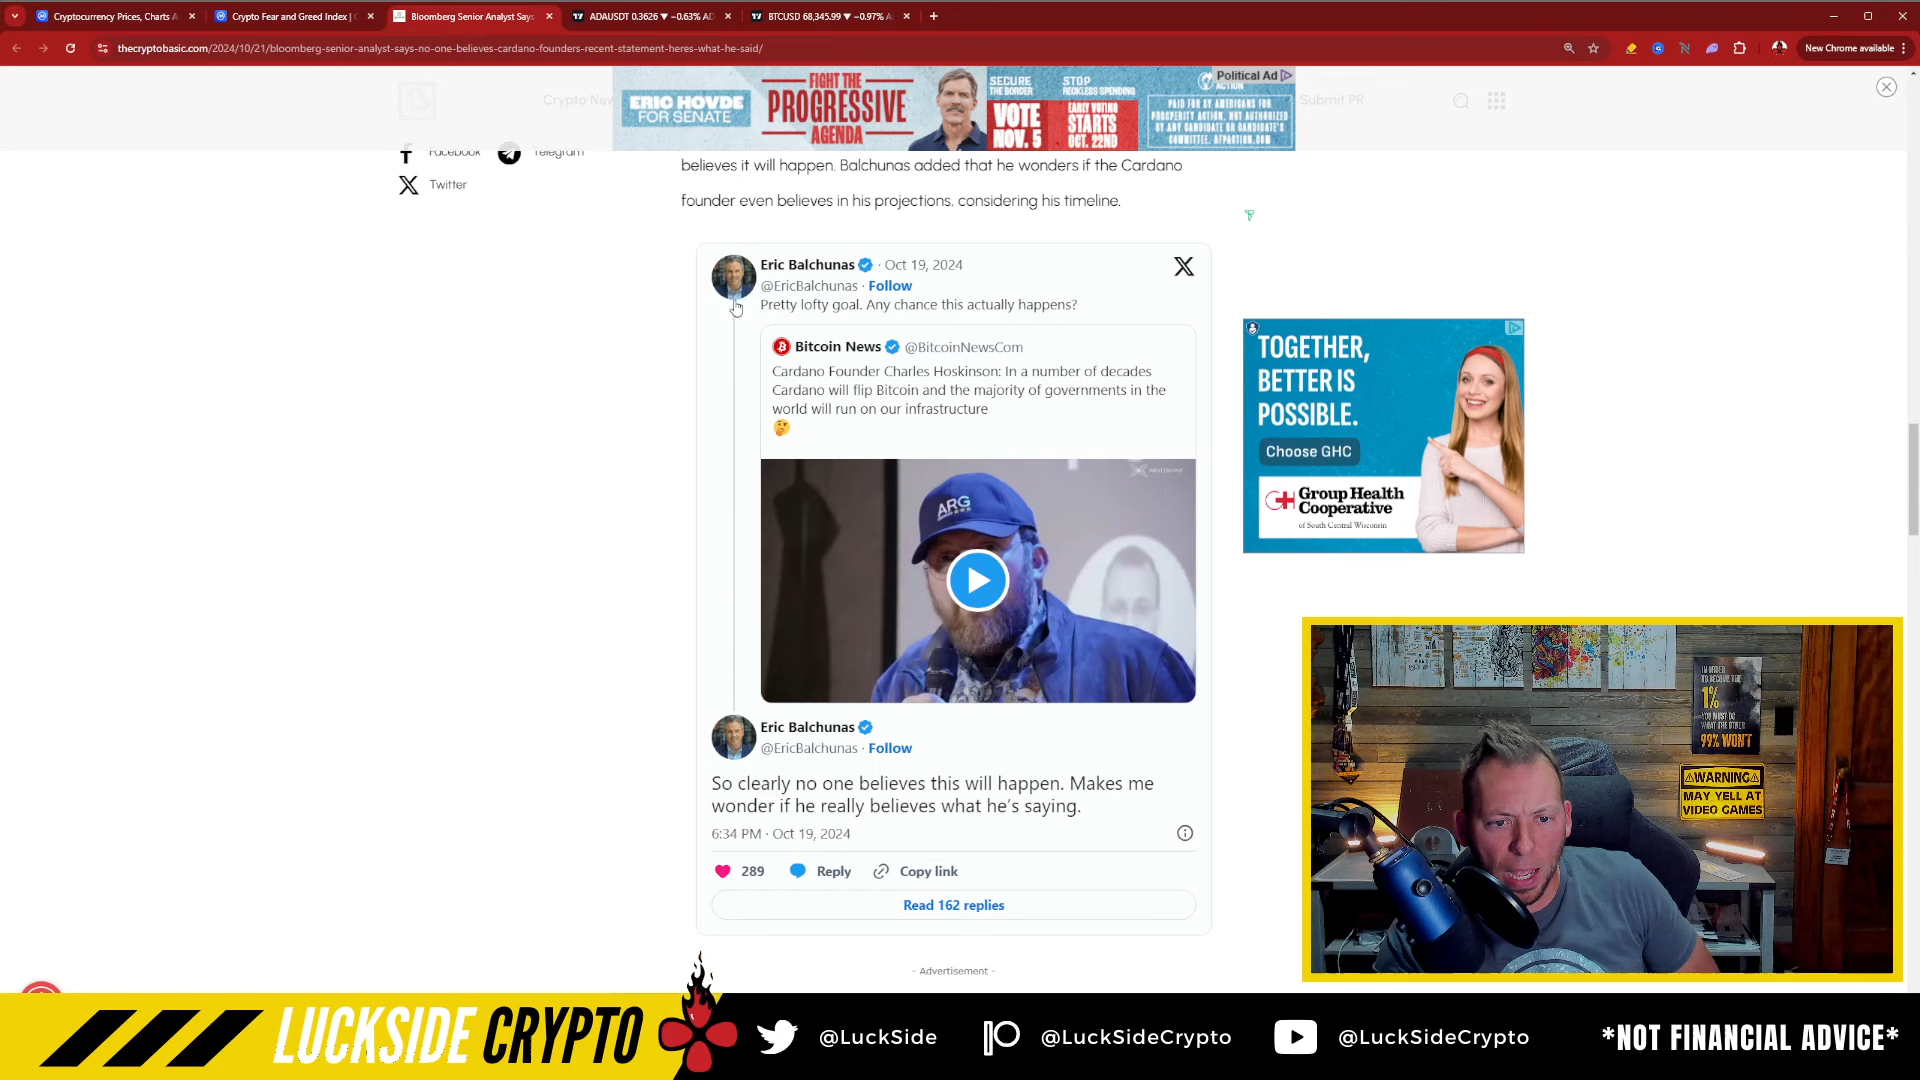 Cryptocurrency Prices, Charts A
Crypto Fear and Greed Index | C
Bloomberg Senior Analyst Says
ADAUSDT 0.3626 ▼ −0.63% AD
BTCUSD 68,345.99 ▼ −0.97% A
thecryptobasic.com/2024/10/21/bloomberg-senior-analyst-says-no-one-believes-cardano-founders-recent-statement-heres-what-he-said/
New Chrome available
Crypto New
Submit PR
ERIC HOVDE
FOR SENATE
FIGHT THE
PROGRESSIVE
AGENDA
SECURE
THE BORDER
STOP
RECKLESS SPENDING
VOTE
NOV. 5
EARLY VOTING
STARTS
OCT. 22ND
Political Ad
ACTION
PAID FOR BY AMERICANS FOR
PROSPERITY ACTION. NOT AUTHORIZED
BY ANY CANDIDATE OR CANDIDATE'S
COMMITTEE. AFPACTION.COM
Facebook
Telegram
Twitter
believes it will happen. Balchunas added that he wonders if the Cardano
founder even believes in his projections, considering his timeline.
Eric Balchunas · Oct 19, 2024
@EricBalchunas · Follow
Pretty lofty goal. Any chance this actually happens?
Bitcoin News @BitcoinNewsCom
Cardano Founder Charles Hoskinson: In a number of decades
Cardano will flip Bitcoin and the majority of governments in the
world will run on our infrastructure
ARG
Eric Balchunas
@EricBalchunas · Follow
So clearly no one believes this will happen. Makes me
wonder if he really believes what he's saying.
6:34 PM · Oct 19, 2024
289
Reply
Copy link
Read 162 replies
- Advertisement -
TOGETHER,
BETTER IS
POSSIBLE.
Choose GHC
Group Health
Cooperative
of South Central Wisconsin
IN ORDER
TO BECOME THE
1%
YOU MUST DO
WHAT THE OTHER
99% WON'T
WARNING
MAY YELL AT
VIDEO GAMES
LUCKSIDE CRYPTO
@LuckSide
@LuckSideCrypto
@LuckSideCrypto
*NOT FINANCIAL ADVICE*